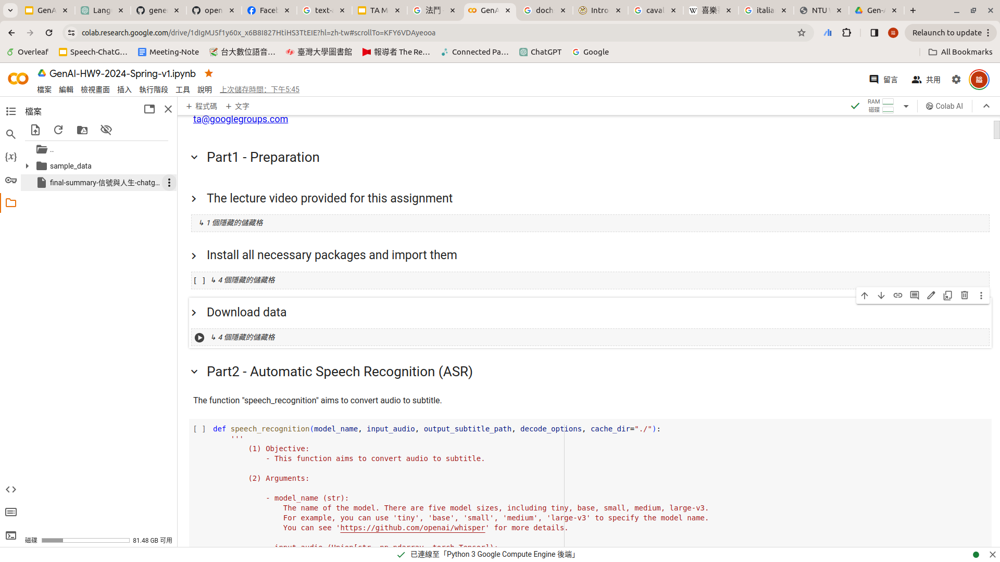 GenA
Lang
gene
open
Faceb
text-a
TA M
法鬥
GenA
doch
Intro
caval
喜樂
italia
NTU
Gen-
colab.research.google.com/drive/1dIgMJ5f1y60x_x6B8I827HtiHS3TtEIE?hl=zh-tw#scrollTo=KFY6VDAyeooa
Relaunch to update
Overleaf
Speech-ChatG…
Meeting-Note
台大數位語音…
臺灣大學圖書館
報導者 The Re…
Connected Pa…
ChatGPT
Google
All Bookmarks
GenAI-HW9-2024-Spring-v1.ipynb
檔案 編輯 檢視畫面 插入 執行階段 工具 說明 上次儲存時間：下午5:45
留言
共用
諡
檔案
+ 程式碼 + 文字
RAM
磁碟
Colab AI
..
sample_data
final-summary-信號與人生-chatg…
ta@googlegroups.com
Part1 - Preparation
The lecture video provided for this assignment
↳ 1 個隱藏的儲藏格
Install all necessary packages and import them
[ ] ↳ 4 個隱藏的儲藏格
Download data
↳ 4 個隱藏的儲藏格
Part2 - Automatic Speech Recognition (ASR)
The function "speech_recognition" aims to convert audio to subtitle.
[ ] def speech_recognition(model_name, input_audio, output_subtitle_path, decode_options, cache_dir="./"):
'''
(1) Objective:
- This function aims to convert audio to subtitle.
(2) Arguments:
- model_name (str):
The name of the model. There are five model sizes, including tiny, base, small, medium, large-v3.
For example, you can use 'tiny', 'base', 'small', 'medium', 'large-v3' to specify the model name.
You can see 'https://github.com/openai/whisper' for more details.
- input_audio (Union[str, np.ndarray, torch.Tensor]):
磁碟 81.48 GB 可用
已連線至「Python 3 Google Compute Engine 後端」